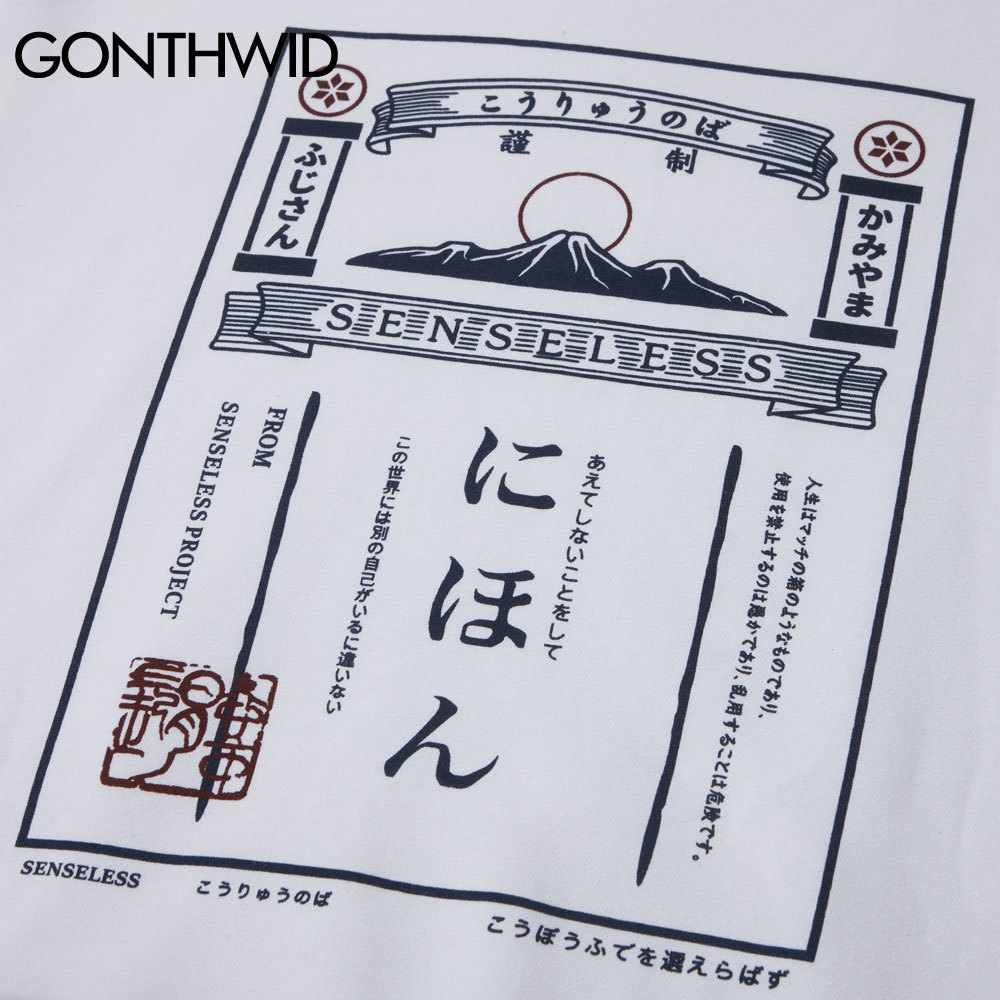 GONTHWID
こうりゅうのば
謹 制
ふじさん
かみやま
SENSELESS
人生はマッチの箱のようなものであり、
使用を禁止するのは愚かであり、乱用することは危険です。
あえてしないことをして
にほん
この世界には別の自己がいるに違いない
FROM
SENSELESS PROJECT
SENSELESS
こうりゅうのば
こうぼうふでを選えらばず